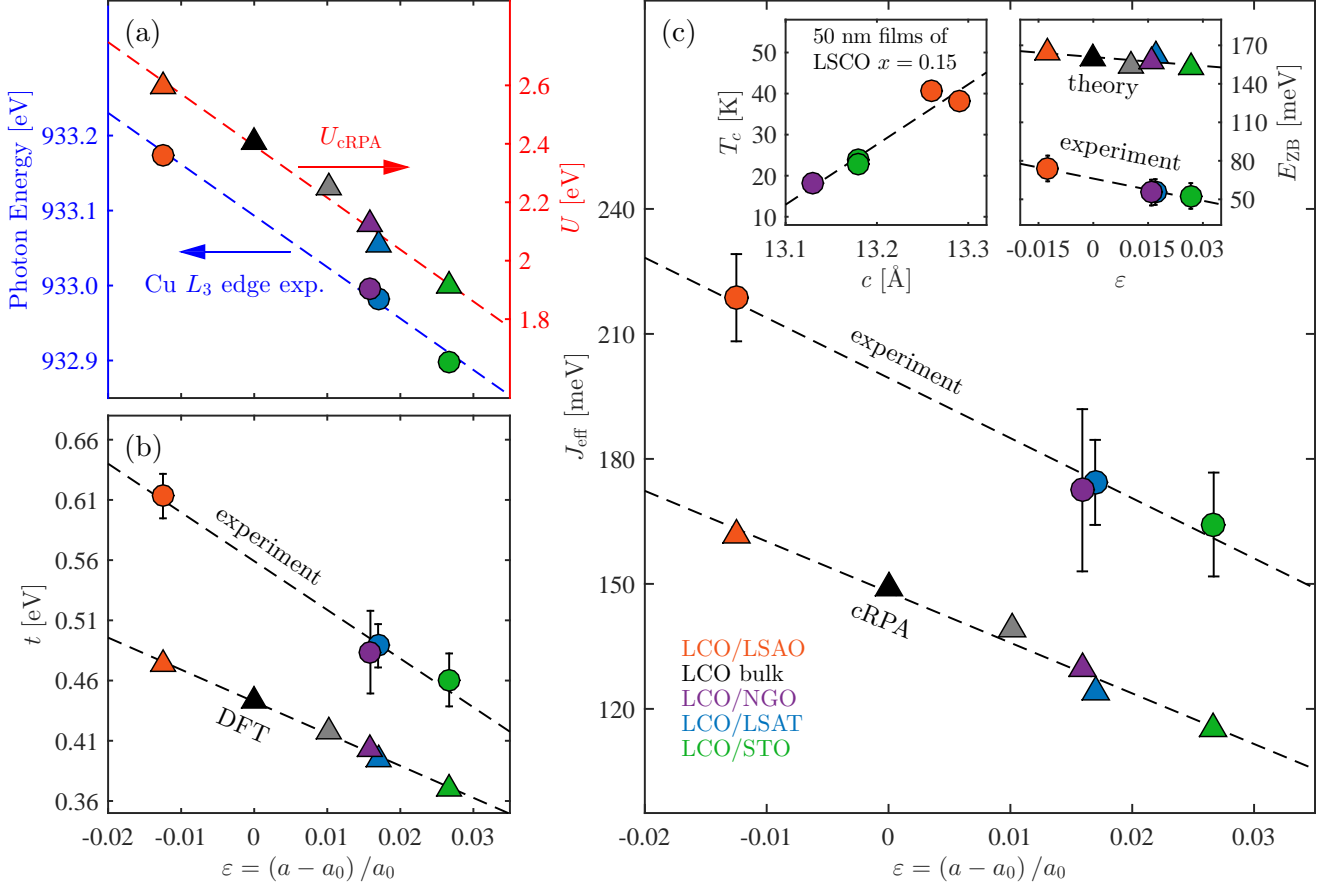 (a)
Photon Energy [eV]
933.2
933.1
933.0
932.9
U_cRPA
Cu L₃ edge exp.
2.6
2.4
2.2
2
1.8
U [eV]
(b)
t [eV]
0.66
0.61
0.56
0.51
0.46
0.41
0.36
experiment
DFT
-0.02 -0.01 0 0.01 0.02 0.03
ε = (a − a₀) /a₀
(c)
J_eff [meV]
240
210
180
150
120
experiment
cRPA
LCO/LSAO
LCO bulk
LCO/NGO
LCO/LSAT
LCO/STO
-0.02 -0.01 0 0.01 0.02 0.03
ε = (a − a₀) /a₀
50 nm films of
LSCO x = 0.15
T_c [K]
50
40
30
20
10
13.1 13.2 13.3
c [Å]
theory
experiment
170
140
110
80
50
E_ZB [meV]
-0.015 0 0.015 0.03
ε